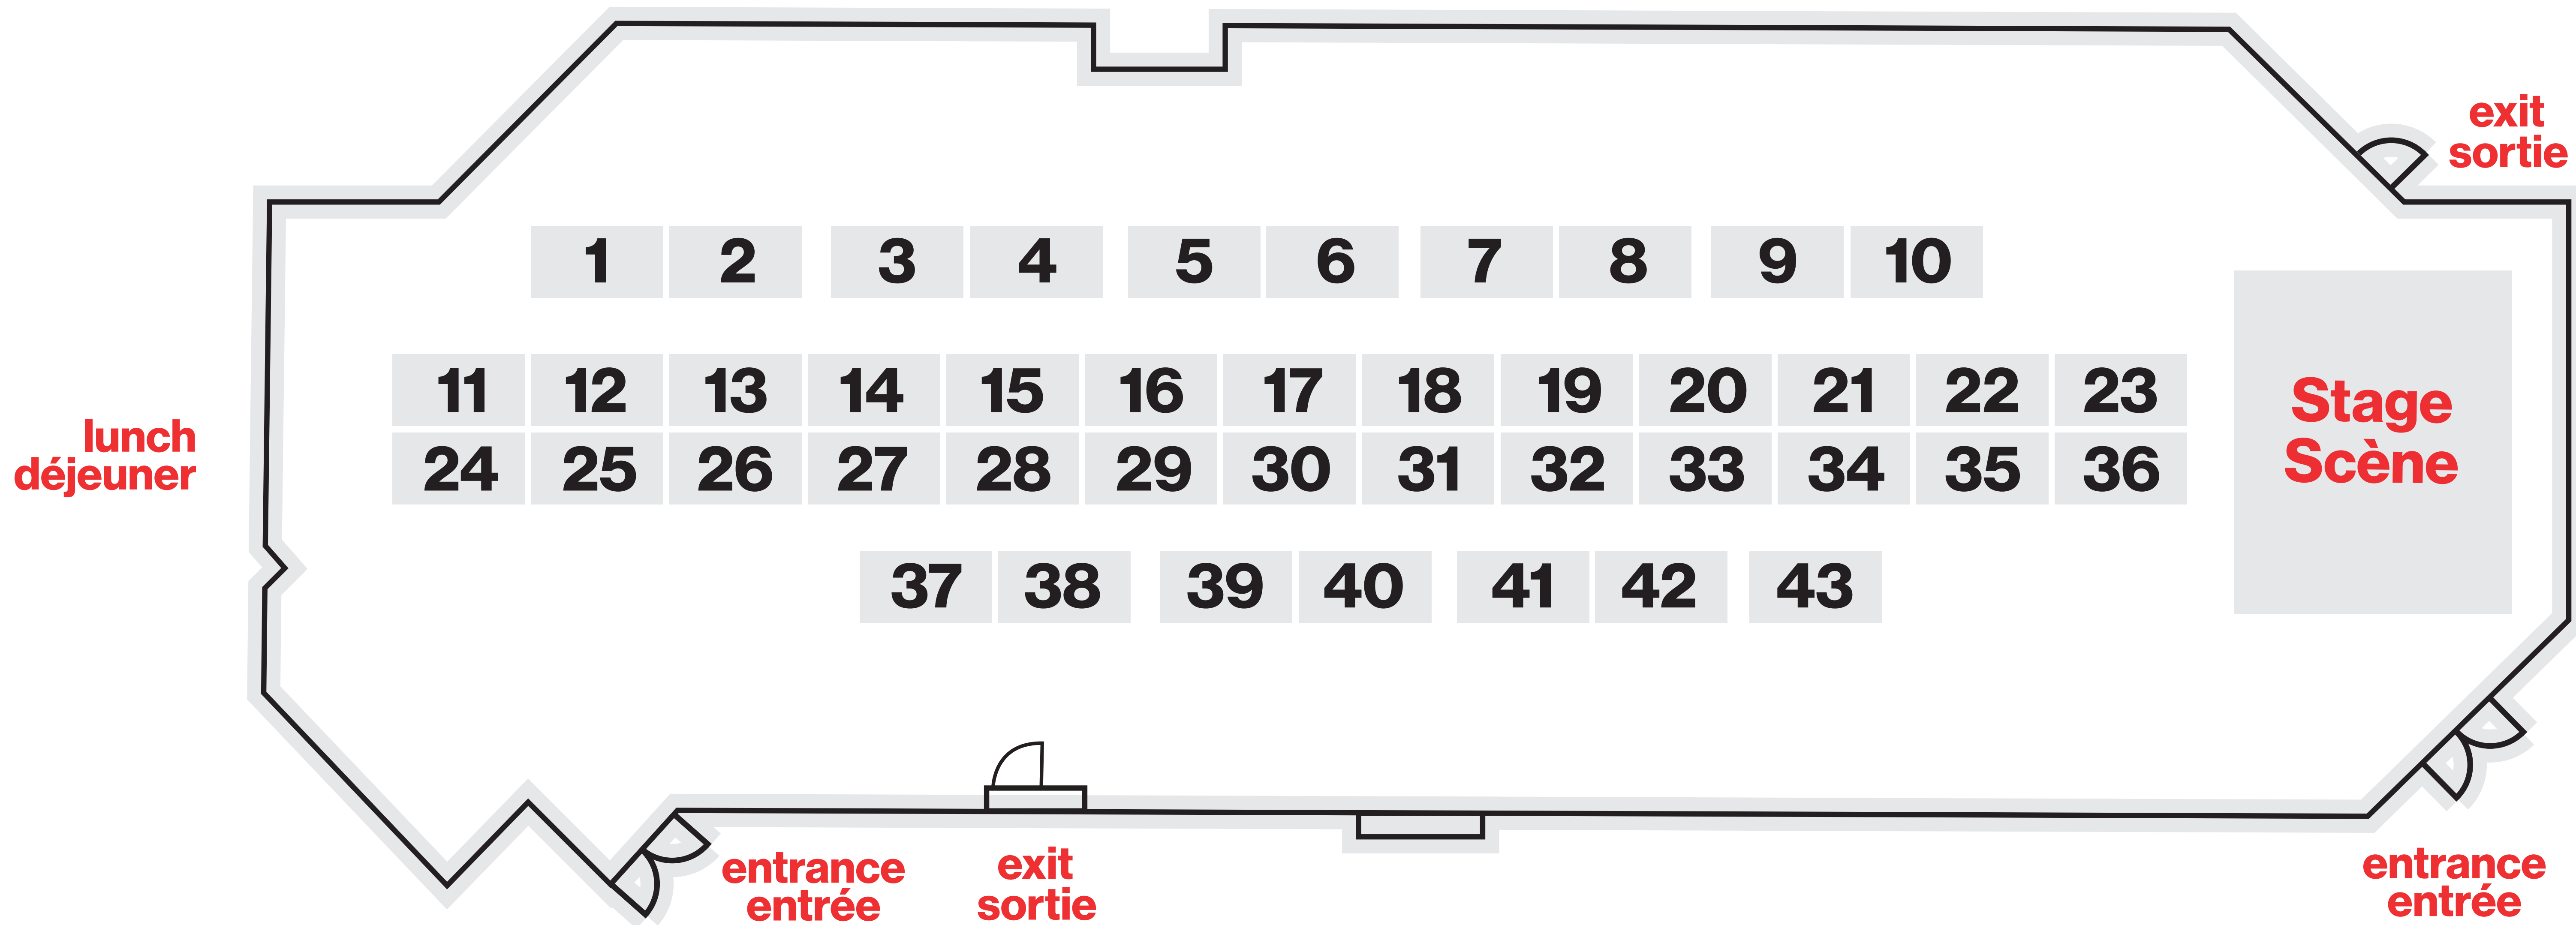 exit
sortie
1 2 3 4 5 6 7 8 9 10
11 12 13 14 15 16 17 18 19 20 21 22 23
24 25 26 27 28 29 30 31 32 33 34 35 36
Stage
Scène
lunch
déjeuner
37 38 39 40 41 42 43
entrance
entrée
exit
sortie
entrance
entrée